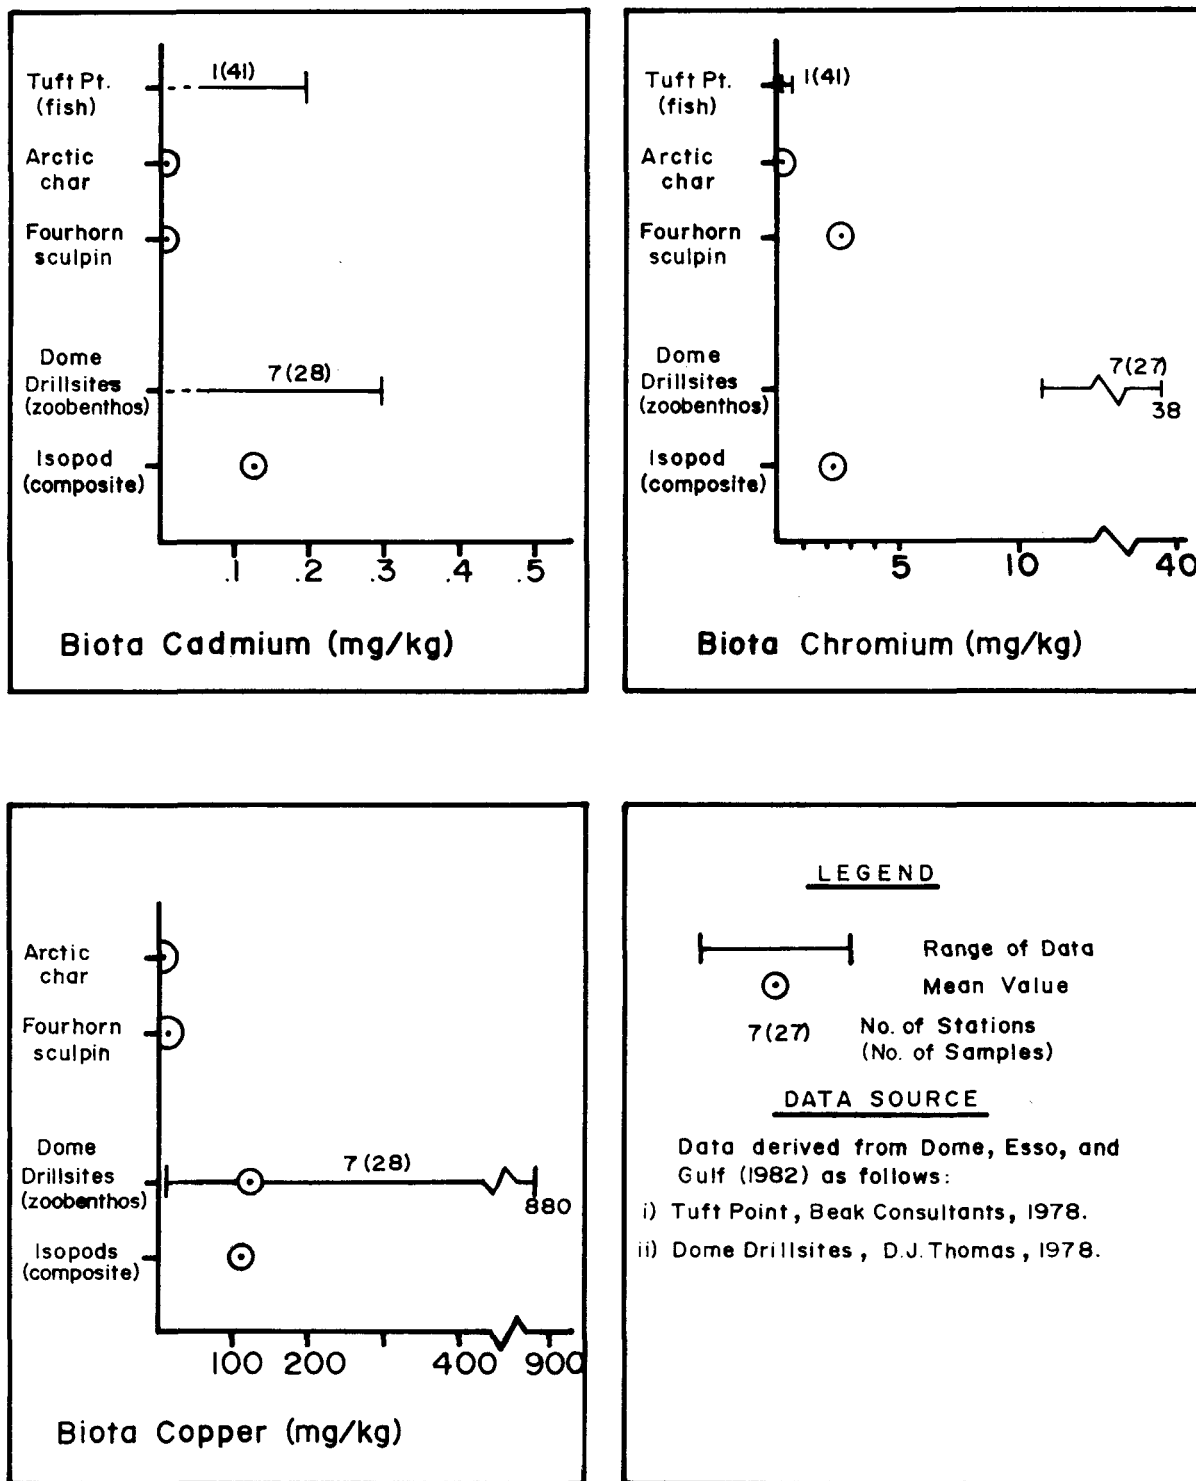 Tuft Pt.
(fish)
1(41)
Arctic
char
Fourhorn
sculpin
Dome
Drillsites
(zoobenthos)
7(28)
Isopod
(composite)
.1 .2 .3 .4 .5
Biota Cadmium (mg/kg)
Tuft Pt.
(fish)
1(41)
Arctic
char
Fourhorn
sculpin
Dome
Drillsites
(zoobenthos)
7(27)
38
Isopod
(composite)
5 10 40
Biota Chromium (mg/kg)
Arctic
char
Fourhorn
sculpin
Dome
Drillsites
(zoobenthos)
7(28)
880
Isopods
(composite)
100 200 400 900
Biota Copper (mg/kg)
LEGEND
Range of Data
Mean Value
7(27) No. of Stations
(No. of Samples)
DATA SOURCE
Data derived from Dome, Esso, and
Gulf (1982) as follows:
i) Tuft Point, Beak Consultants, 1978.
ii) Dome Drillsites, D.J. Thomas, 1978.